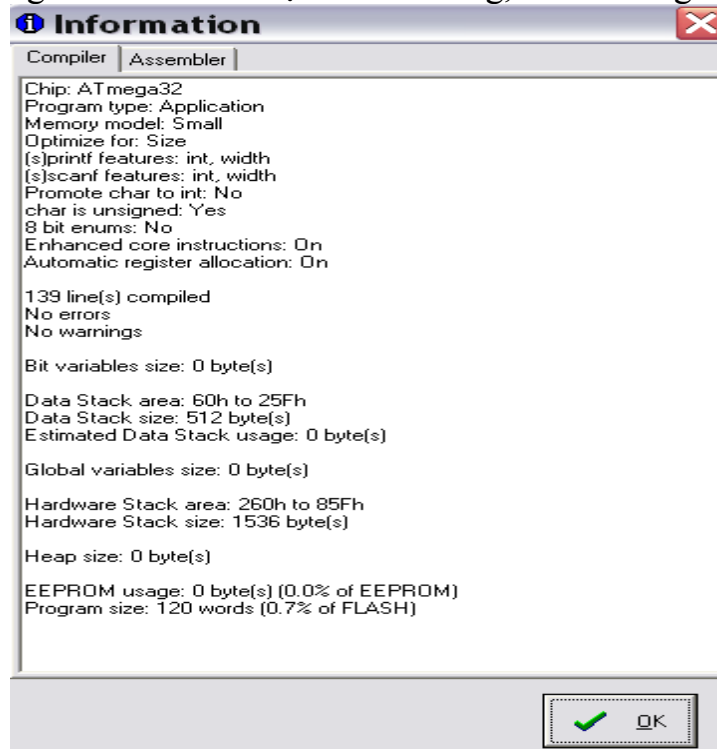 Information
Compiler Assembler
Chip: ATmega32
Program type: Application
Memory model: Small
Optimize for: Size
(s)printf features: int, width
(s)scanf features: int, width
Promote char to int: No
char is unsigned: Yes
8 bit enums: No
Enhanced core instructions: On
Automatic register allocation: On
139 line(s) compiled
No errors
No warnings
Bit variables size: 0 byte(s)
Data Stack area: 60h to 25Fh
Data Stack size: 512 byte(s)
Estimated Data Stack usage: 0 byte(s)
Global variables size: 0 byte(s)
Hardware Stack area: 260h to 85Fh
Hardware Stack size: 1536 byte(s)
Heap size: 0 byte(s)
EEPROM usage: 0 byte(s) (0.0% of EEPROM)
Program size: 120 words (0.7% of FLASH)
OK